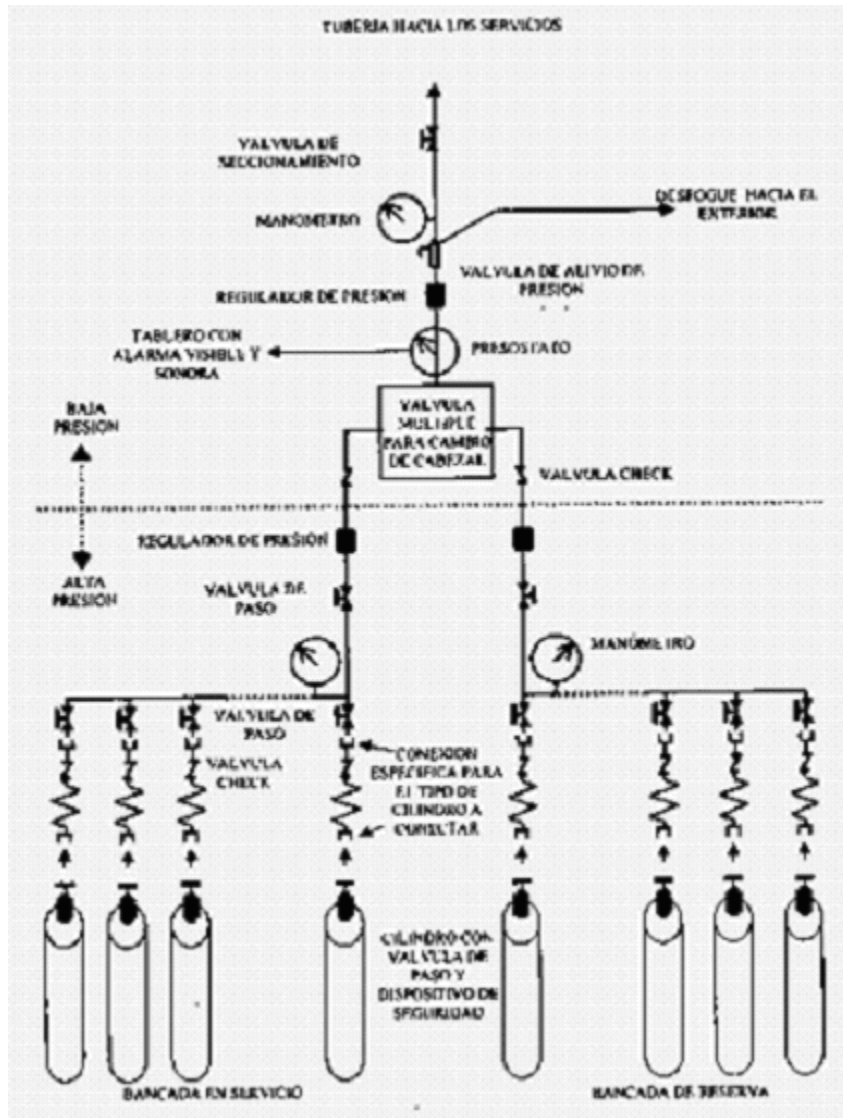 TUBERIA HACIA LOS SERVICIOS
VALVULA DE
SECCIONAMIENTO
DESFOGUE HACIA EL
EXTERIOR
MANOMETRO
VALVULA DE ALIVIO DE
PRESION
REGULADOR DE PRESION
TABLERO CON
ALARMA VISIBLE Y
SONORA
PRESOSTATO
VALVULA
MULTIPLE
PARA CAMBIO
DE CABEZAL
BAJA
PRESION
VALVULA CHECK
REGULADOR DE PRESIÓN
ALTA
PRESION
VALVULA DE
PASO
MANÓMETRO
VALVULA DE
PASO
VALVULA
CHECK
CONEXION
ESPECIFICA PARA
EL TIPO DE
CILINDRO A
CONECTAR
CILINDRO CON
VALVULA DE
PASO Y
DISPOSITIVO DE
SEGURIDAD
BANCADA EN SERVICIO
BANCADA DE RESERVA